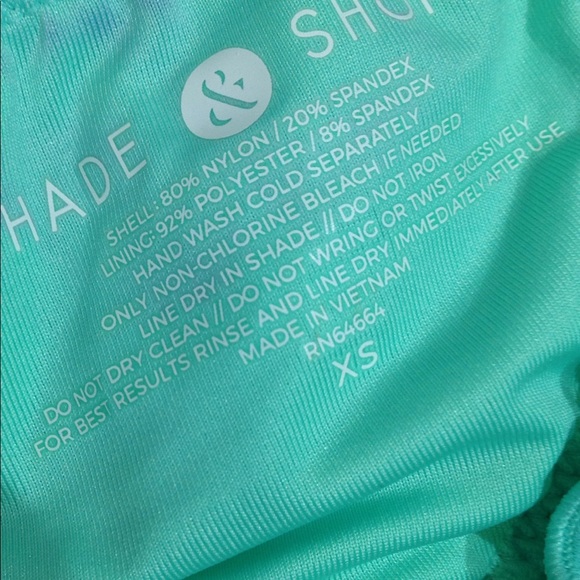 HADE & SHO
SHELL: 80% NYLON / 20% SPANDEX
LINING: 92% POLYESTER / 8% SPANDEX
HAND WASH COLD SEPARATELY
ONLY NON-CHLORINE BLEACH IF NEEDED
LINE DRY IN SHADE // DO NOT IRON
DO NOT DRY CLEAN // DO NOT WRING OR TWIST EXCESSIVELY
FOR BEST RESULTS RINSE AND LINE DRY IMMEDIATELY AFTER USE
MADE IN VIETNAM
RN64664
XS